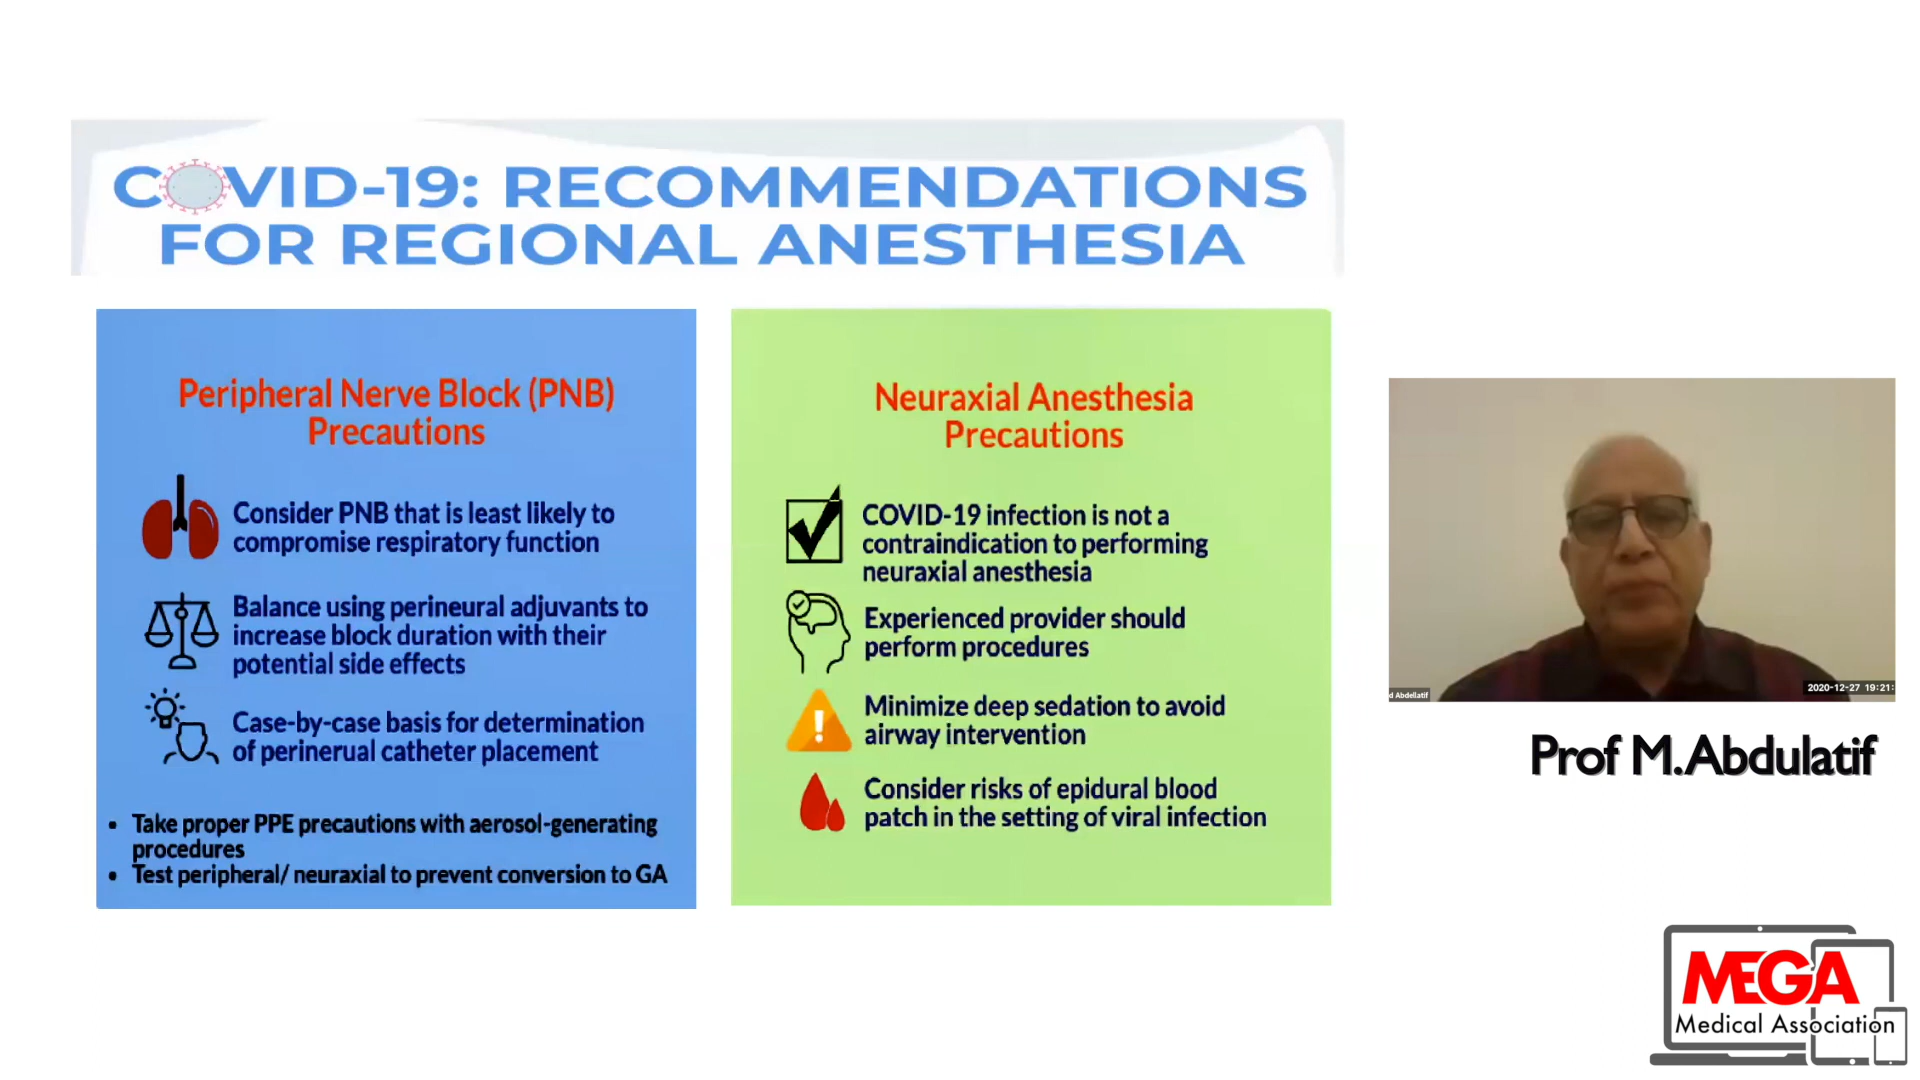 COVID-19: RECOMMENDATIONS
FOR REGIONAL ANESTHESIA
Peripheral Nerve Block (PNB)
Precautions
Consider PNB that is least likely to
compromise respiratory function
Balance using perineural adjuvants to
increase block duration with their
potential side effects
Case-by-case basis for determination
of perinerual catheter placement
• Take proper PPE precautions with aerosol-generating
procedures
• Test peripheral/ neuraxial to prevent conversion to GA
Neuraxial Anesthesia
Precautions
COVID-19 infection is not a
contraindication to performing
neuraxial anesthesia
Experienced provider should
perform procedures
Minimize deep sedation to avoid
airway intervention
Consider risks of epidural blood
patch in the setting of viral infection
d Abdellatif
2020-12-27 19:21:
Prof M.Abdulatif
MEGA
Medical Association